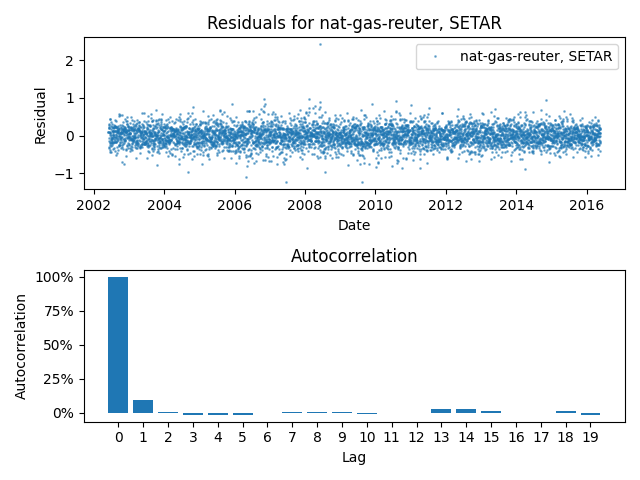 Residuals for nat-gas-reuter, SETAR
nat-gas-reuter, SETAR
Residual
2
1
0
−1
2002 2004 2006 2008 2010 2012 2014 2016
Date
Autocorrelation
Autocorrelation
100%
75%
50%
25%
0%
0 1 2 3 4 5 6 7 8 9 10 11 12 13 14 15 16 17 18 19
Lag